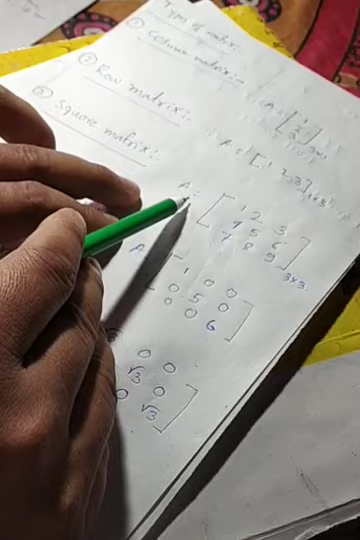 Types of matrix:
① Column matrix:
A = [ 1
2
3 ] 3×1
② Row matrix:
A = [ 1 2 3 ] 1×3
③ Square matrix:
A = [ 1 2 3
4 5 6
7 8 9 ] 3×3
A [ 1 0 0
0 5 0
0 0 6 ]
0 0
√3 0
0 √3 ]